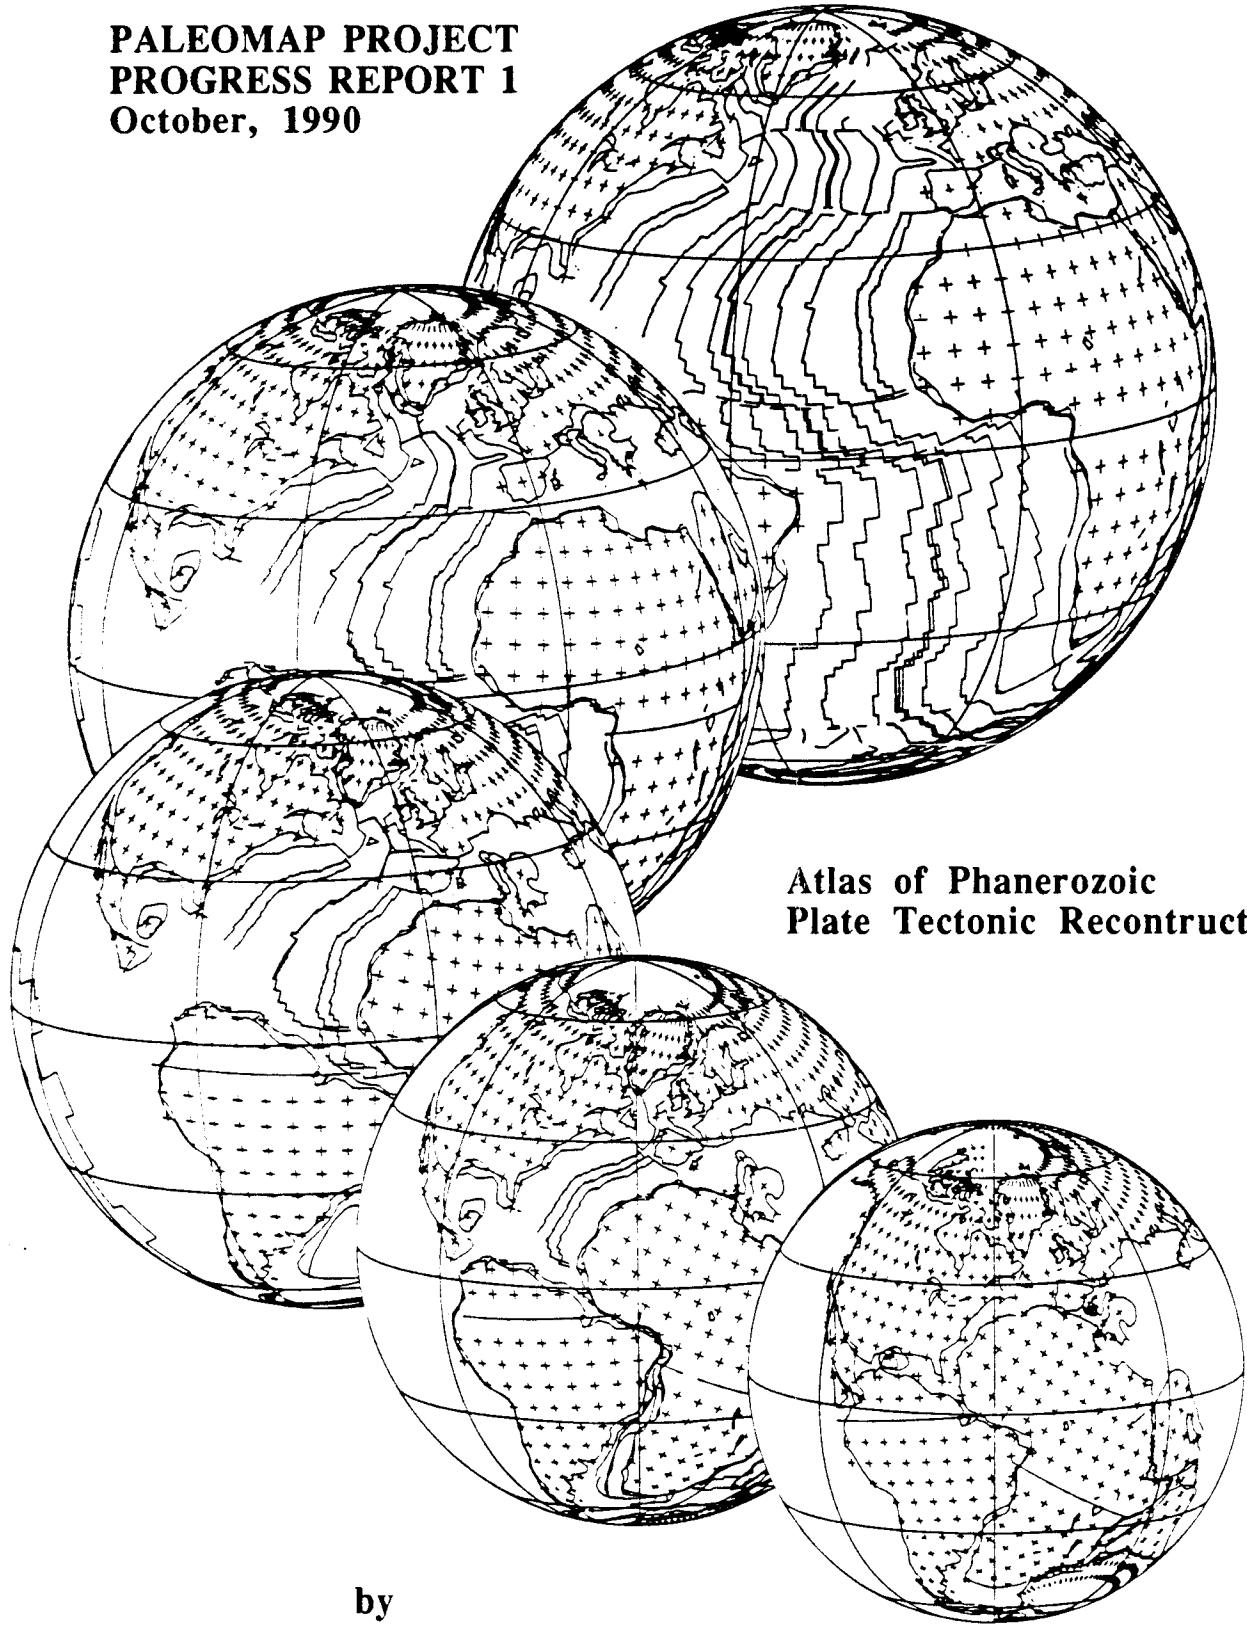 PALEOMAP PROJECT
PROGRESS REPORT 1
October, 1990
Atlas of Phanerozoic
Plate Tectonic Recontruct
by